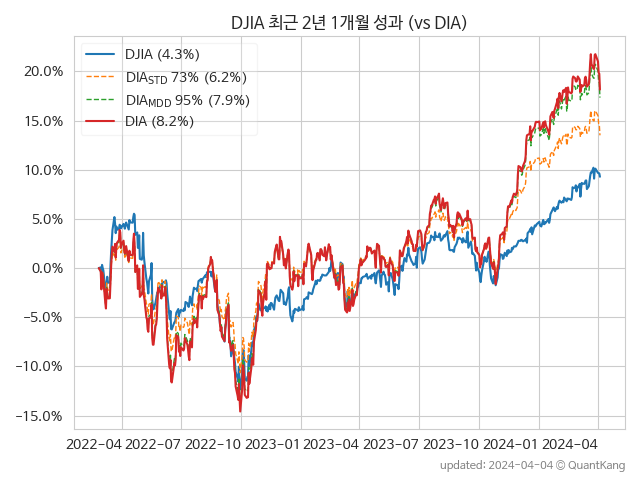 DJIA 최근 2년 1개월 성과 (vs DIA)
DJIA (4.3%)
DIASTD 73% (6.2%)
DIAMDD 95% (7.9%)
DIA (8.2%)
20.0%
15.0%
10.0%
5.0%
0.0%
−5.0%
−10.0%
−15.0%
2022-04 2022-07 2022-10 2023-01 2023-04 2023-07 2023-10 2024-01 2024-04
updated: 2024-04-04 © QuantKang